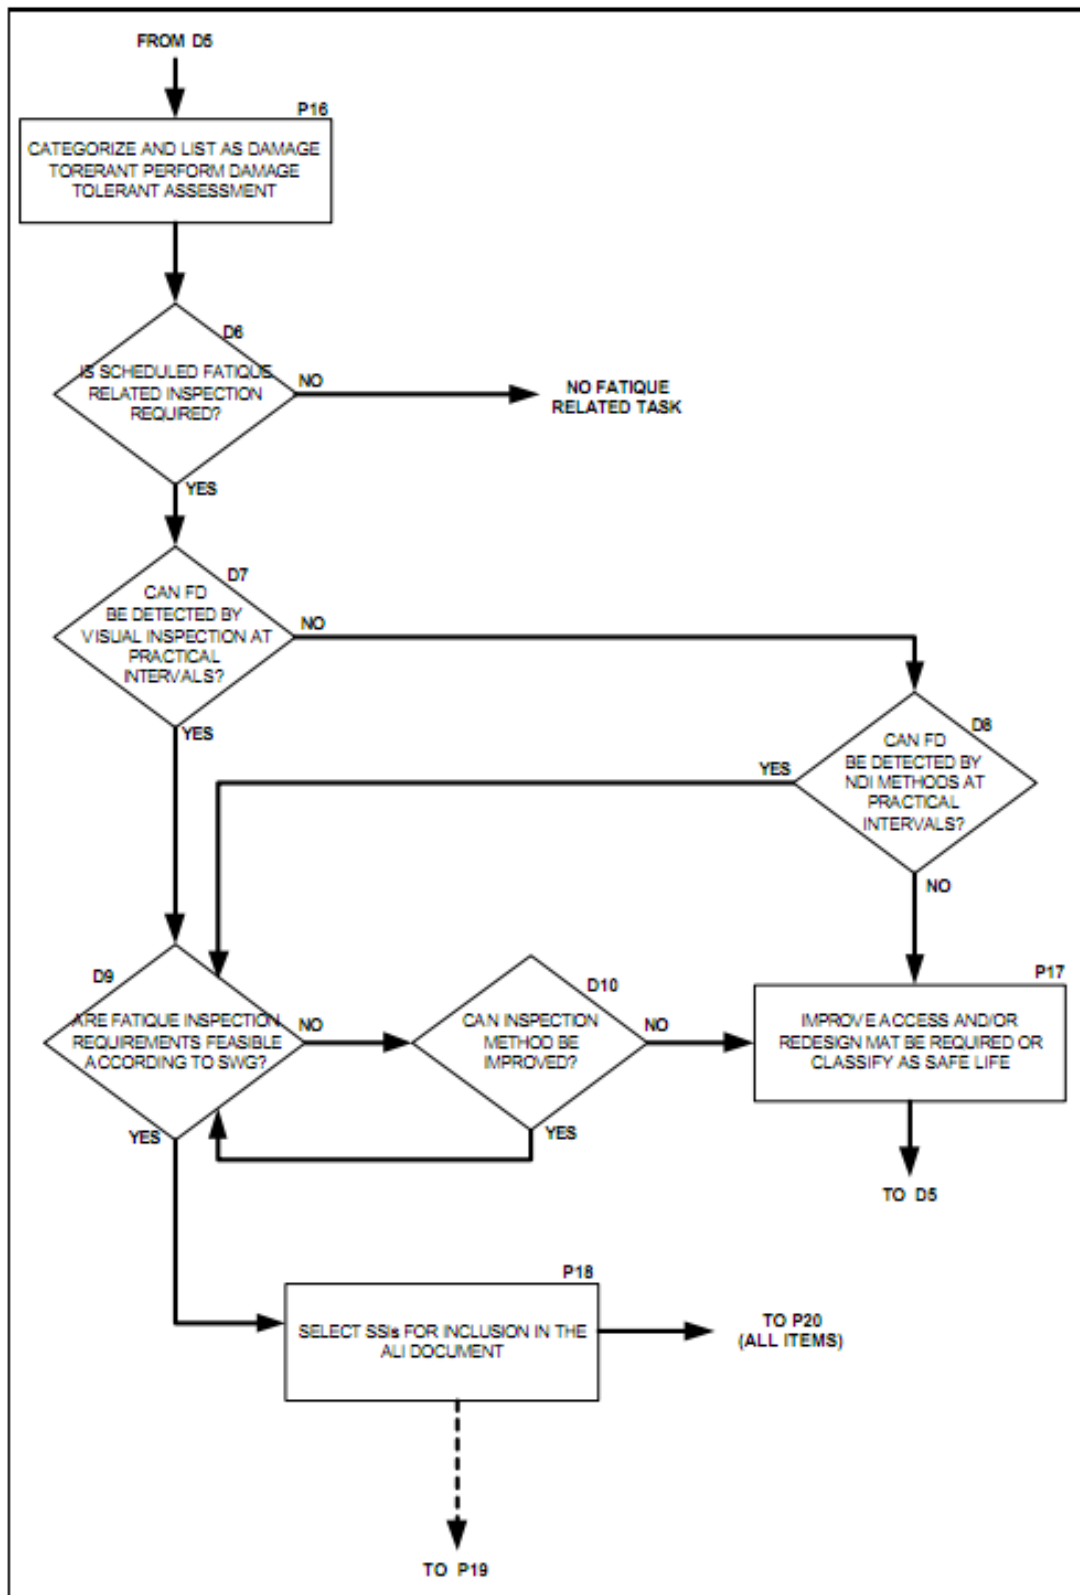 FROM D5
P16
CATEGORIZE AND LIST AS DAMAGE
TORERANT PERFORM DAMAGE
TOLERANT ASSESSMENT
D6
IS SCHEDULED FATIQUE
RELATED INSPECTION
REQUIRED?
NO
NO FATIQUE
RELATED TASK
YES
D7
CAN FD
BE DETECTED BY
VISUAL INSPECTION AT
PRACTICAL
INTERVALS?
NO
YES
D8
CAN FD
BE DETECTED BY
NDI METHODS AT
PRACTICAL
INTERVALS?
YES
NO
D9
ARE FATIQUE INSPECTION
REQUIREMENTS FEASIBLE
ACCORDING TO SWG?
NO
YES
D10
CAN INSPECTION
METHOD BE
IMPROVED?
NO
YES
P17
IMPROVE ACCESS AND/OR
REDESIGN MAT BE REQUIRED OR
CLASSIFY AS SAFE LIFE
TO D5
P18
SELECT SSIs FOR INCLUSION IN THE
ALI DOCUMENT
TO P20
(ALL ITEMS)
TO P19